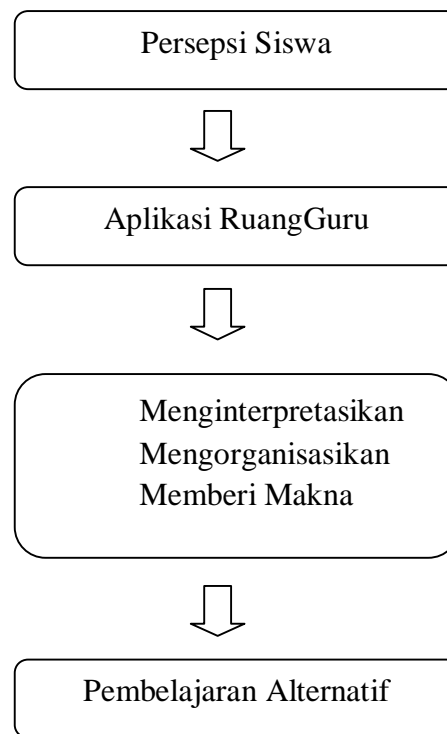 Persepsi Siswa
Aplikasi RuangGuru
Menginterpretasikan
Mengorganisasikan
Memberi Makna
Pembelajaran Alternatif